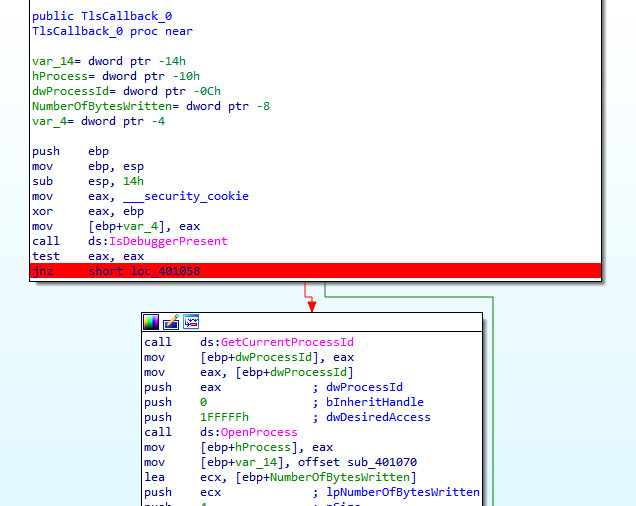 public TlsCallback_0
TlsCallback_0 proc near
var_14= dword ptr -14h
hProcess= dword ptr -10h
dwProcessId= dword ptr -0Ch
NumberOfBytesWritten= dword ptr -8
var_4= dword ptr -4
push ebp
mov ebp, esp
sub esp, 14h
mov eax, ___security_cookie
xor eax, ebp
mov [ebp+var_4], eax
call ds:IsDebuggerPresent
test eax, eax
jnz short loc_401058
call ds:GetCurrentProcessId
mov [ebp+dwProcessId], eax
mov eax, [ebp+dwProcessId]
push eax ; dwProcessId
push 0 ; bInheritHandle
push 1FFFFFh ; dwDesiredAccess
call ds:OpenProcess
mov [ebp+hProcess], eax
mov [ebp+var_14], offset sub_401070
lea ecx, [ebp+NumberOfBytesWritten]
push ecx ; lpNumberOfBytesWritten
push 4 ; nSize